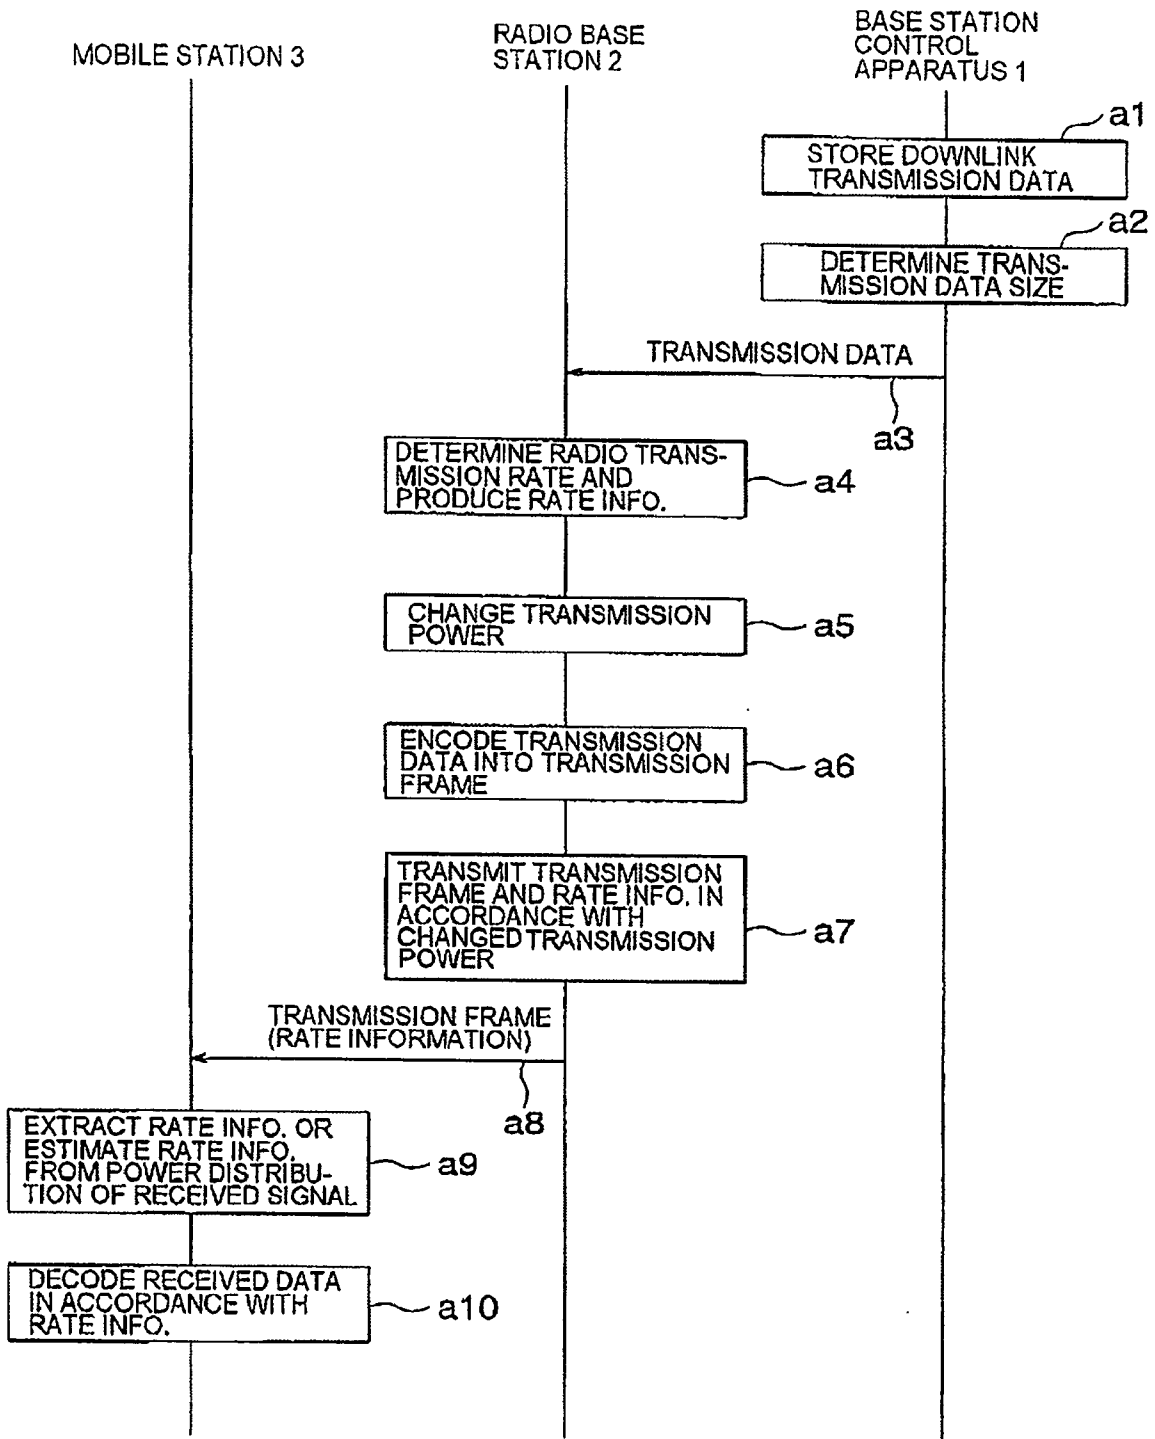 MOBILE STATION 3
RADIO BASE
STATION 2
BASE STATION
CONTROL
APPARATUS 1
a1
STORE DOWNLINK
TRANSMISSION DATA
a2
DETERMINE TRANS-
MISSION DATA SIZE
TRANSMISSION DATA
a3
DETERMINE RADIO TRANS-
MISSION RATE AND
PRODUCE RATE INFO.
a4
CHANGE TRANSMISSION
POWER
a5
ENCODE TRANSMISSION
DATA INTO TRANSMISSION
FRAME
a6
TRANSMIT TRANSMISSION
FRAME AND RATE INFO. IN
ACCORDANCE WITH
CHANGED TRANSMISSION
POWER
a7
TRANSMISSION FRAME
(RATE INFORMATION)
a8
EXTRACT RATE INFO. OR
ESTIMATE RATE INFO.
FROM POWER DISTRIBU-
TION OF RECEIVED SIGNAL
a9
DECODE RECEIVED DATA
IN ACCORDANCE WITH
RATE INFO.
a10